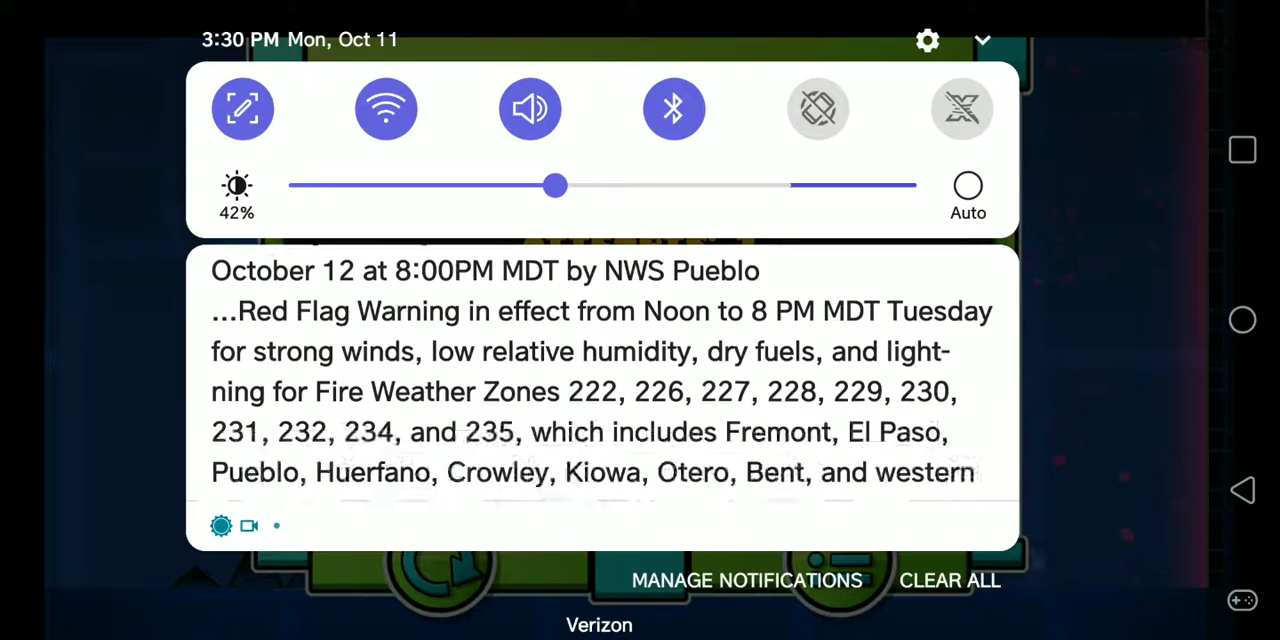 3:30 PM Mon, Oct 11
42%
Auto
October 12 at 8:00PM MDT by NWS Pueblo
...Red Flag Warning in effect from Noon to 8 PM MDT Tuesday
for strong winds, low relative humidity, dry fuels, and light-
ning for Fire Weather Zones 222, 226, 227, 228, 229, 230,
231, 232, 234, and 235, which includes Fremont, El Paso,
Pueblo, Huerfano, Crowley, Kiowa, Otero, Bent, and western
MANAGE NOTIFICATIONS CLEAR ALL
Verizon